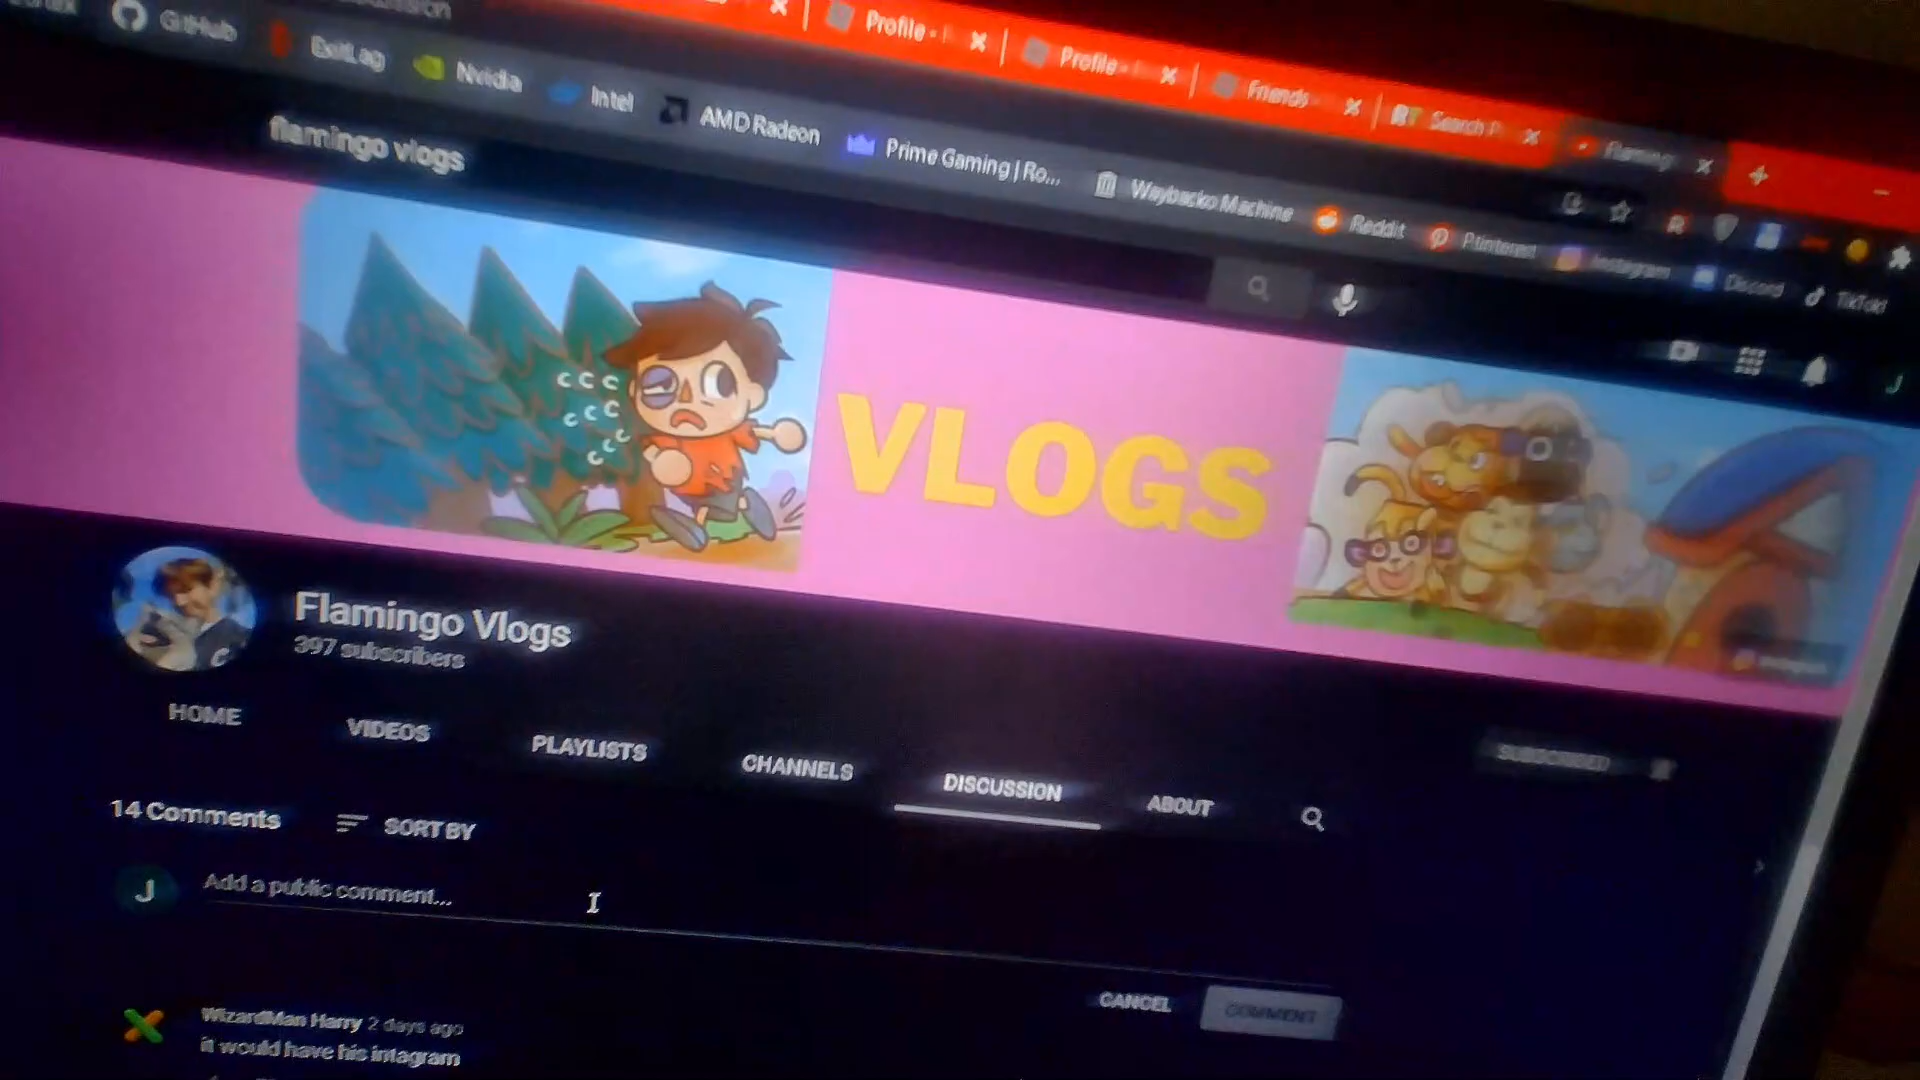 GitHub
ExitLag
Nvidia
Intel
AMD Radeon
Prime Gaming | Ro...
Waybacko Machine
Reddit
Ptinterest
Instagram
Discord
TikTok
Profile -
Profile -
Friends
Search
Flaming
flamingo vlogs
VLOGS
Flamingo Vlogs
397 subscribers
HOME
VIDEOS
PLAYLISTS
CHANNELS
DISCUSSION
ABOUT
SUBSCRIBED
14 Comments
SORT BY
J
Add a public comment...
CANCEL
COMMENT
WizardMan Harry 2 days ago
it would have his intagram